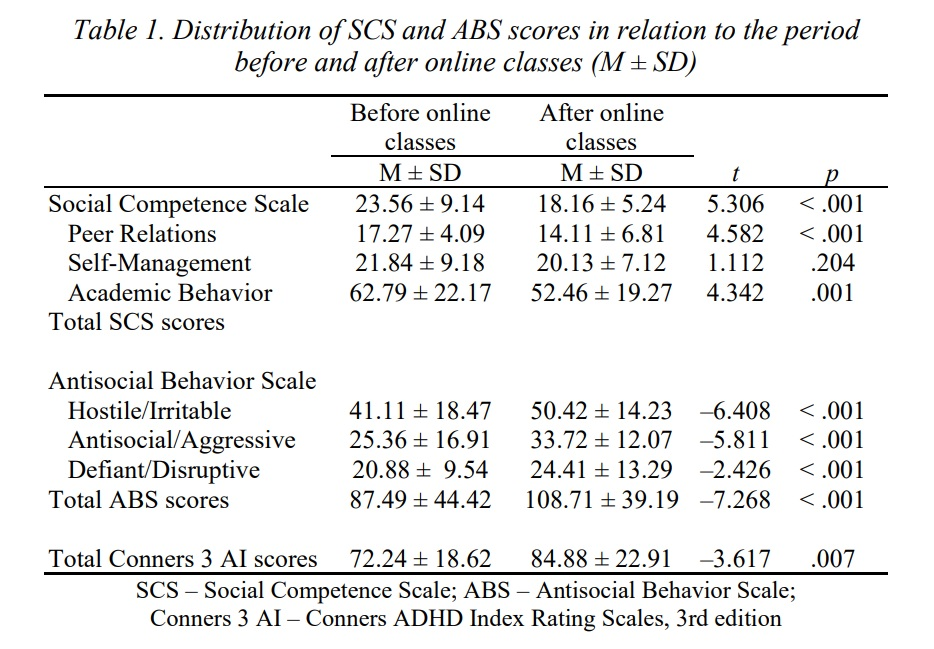 Table 1. Distribution of SCS and ABS scores in relation to the period
before and after online classes (M ± SD)
Before online classes After online classes
M ± SD M ± SD t p
Social Competence Scale 23.56 ± 9.14 18.16 ± 5.24 5.306 < .001
Peer Relations 17.27 ± 4.09 14.11 ± 6.81 4.582 < .001
Self-Management 21.84 ± 9.18 20.13 ± 7.12 1.112 .204
Academic Behavior 62.79 ± 22.17 52.46 ± 19.27 4.342 .001
Total SCS scores
Antisocial Behavior Scale
Hostile/Irritable 41.11 ± 18.47 50.42 ± 14.23 –6.408 < .001
Antisocial/Aggressive 25.36 ± 16.91 33.72 ± 12.07 –5.811 < .001
Defiant/Disruptive 20.88 ± 9.54 24.41 ± 13.29 –2.426 < .001
Total ABS scores 87.49 ± 44.42 108.71 ± 39.19 –7.268 < .001
Total Conners 3 AI scores 72.24 ± 18.62 84.88 ± 22.91 –3.617 .007
SCS – Social Competence Scale; ABS – Antisocial Behavior Scale;
Conners 3 AI – Conners ADHD Index Rating Scales, 3rd edition